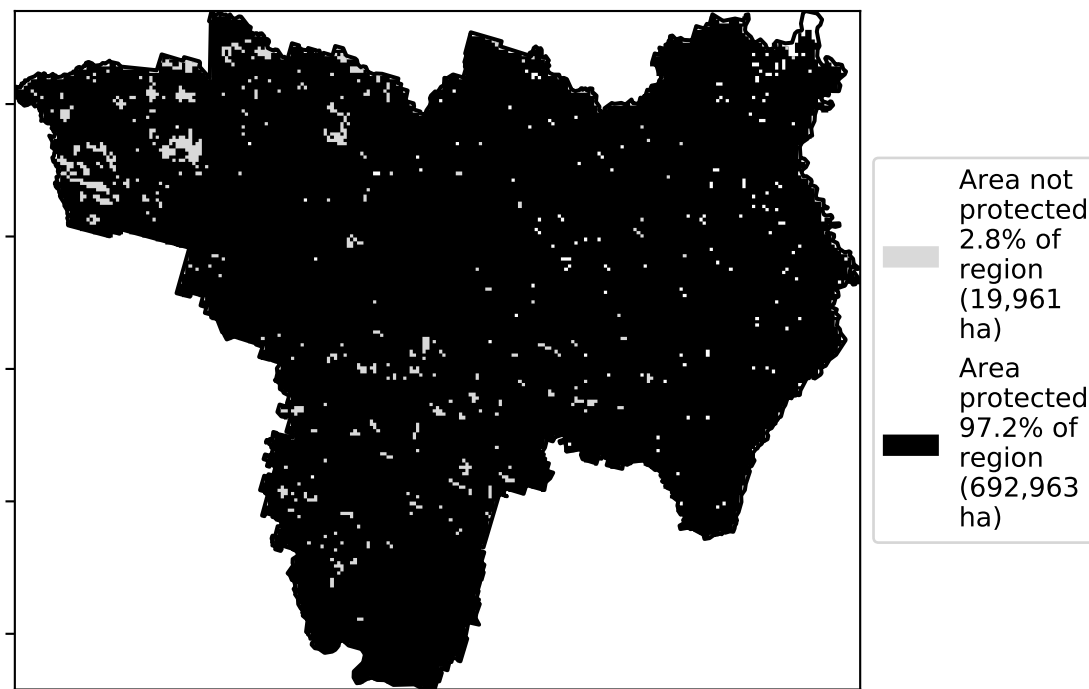 Area not
protected
2.8% of
region
(19,961
ha)
Area
protected
97.2% of
region
(692,963
ha)